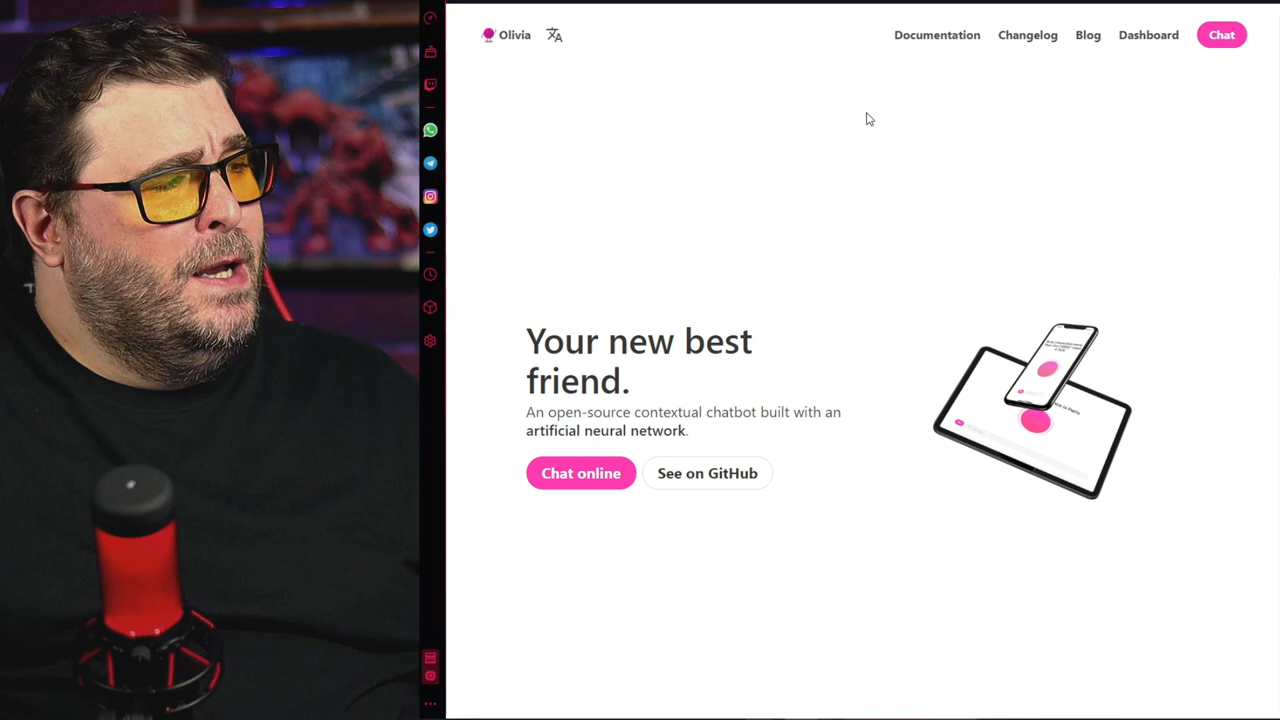 Olivia
Documentation Changelog Blog Dashboard Chat
Your new best
friend.
An open-source contextual chatbot built with an
artificial neural network.
Chat online See on GitHub